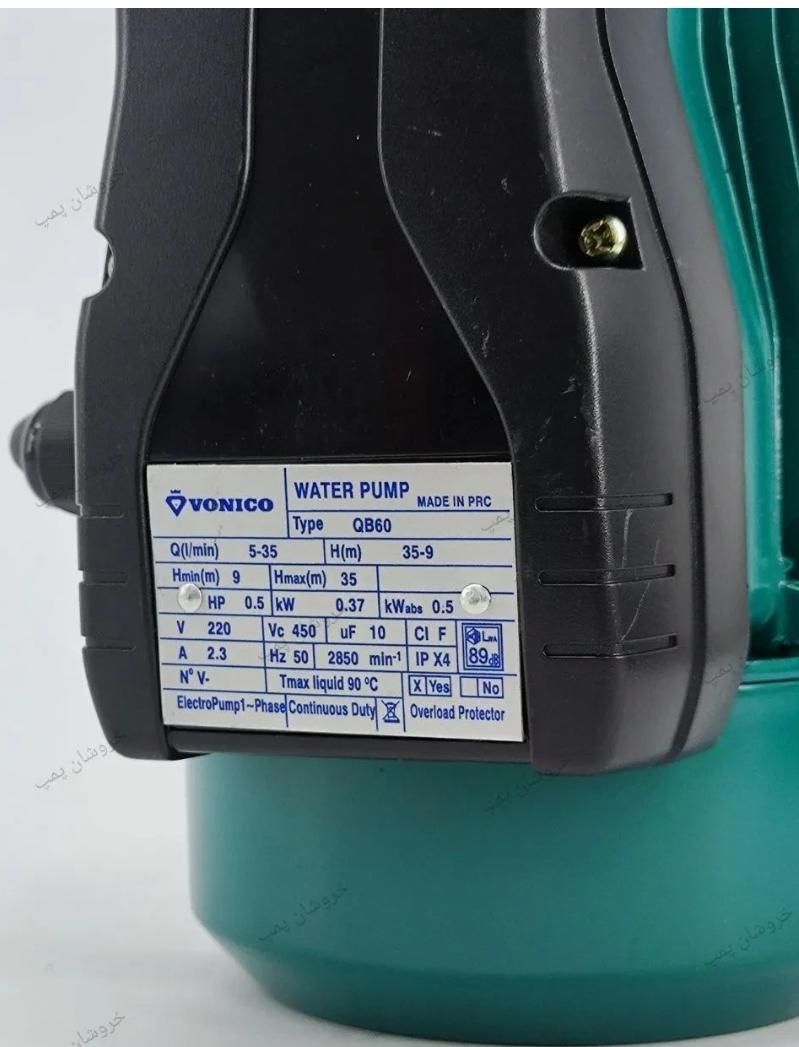 VONICO
WATER PUMP MADE IN PRC
Type QB60
Q(l/min) 5-35 H(m) 35-9
Hmin(m) 9 Hmax(m) 35
HP 0.5 kW 0.37 kWabs 0.5
V 220 Vc 450 uF 10 Cl F LWA
A 2.3 Hz 50 2850 min-1 IP X4 89dB
N° V- Tmax liquid 90 ºC X Yes No
ElectroPump1~Phase Continuous Duty Overload Protector
خروشان پمپ
خروشان پمپ
خروشان پمپ
خروشان پمپ
خروشان پمپ
خروشان پمپ
خروشان پمپ
خروشان پمپ